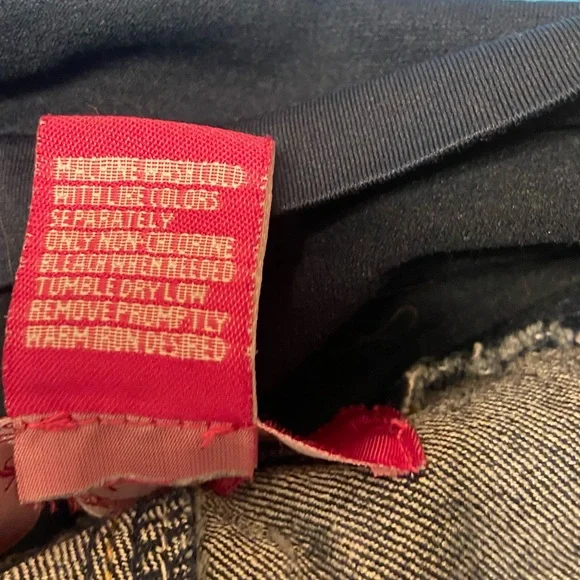 MACHINE WASH COLD
WITH LIKE COLORS
SEPARATELY
ONLY NON-CHLORINE
BLEACH WHEN NEEDED
TUMBLE DRY LOW
REMOVE PROMPTLY
WARM IRON DESIRED